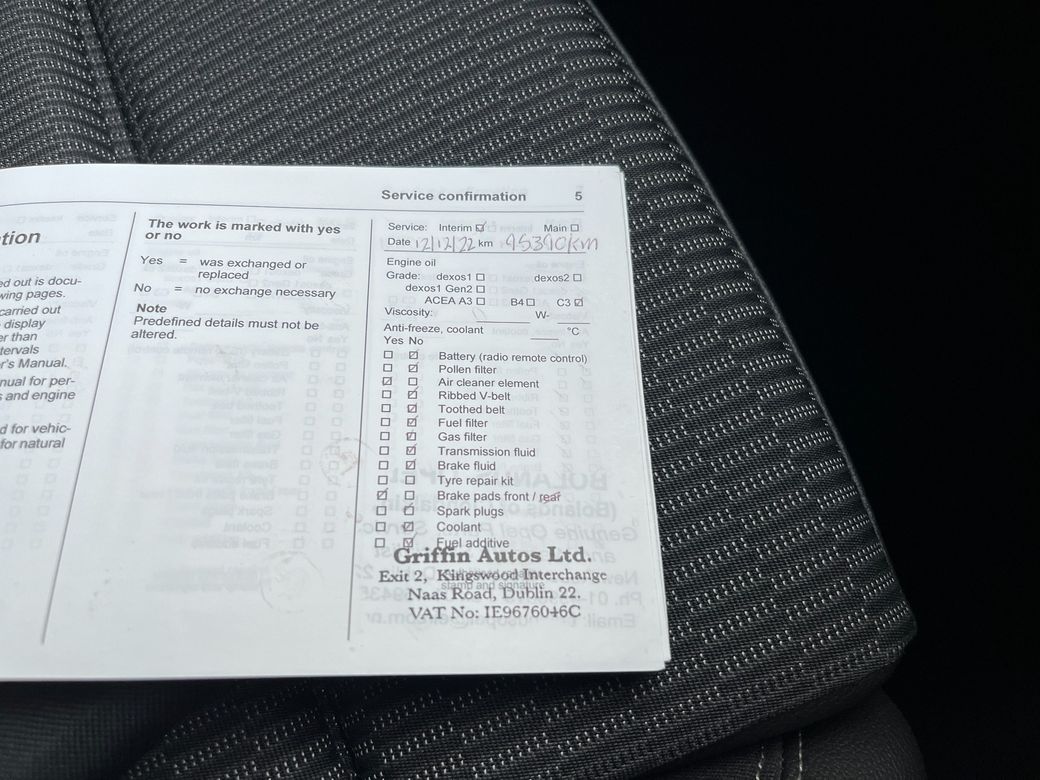 Service confirmation 5
tion
ed out is docu-
wing pages.
carried out
display
er than
tervals
r's Manual.
nual for per-
s and engine
d for vehic-
for natural
The work is marked with yes
or no
Yes = was exchanged or
replaced
No = no exchange necessary
Note
Predefined details must not be
altered.
Service: Interim ☑ Main ☐
Date 12/12/22 km 95390km
Engine oil
Grade: dexos1 ☐ dexos2 ☐
dexos1 Gen2 ☐
ACEA A3 ☐ B4 ☐ C3 ☑
Viscosity: W-
Anti-freeze, coolant °C
Yes No
☐ ☑ Battery (radio remote control)
☐ ☑ Pollen filter
☑ ☐ Air cleaner element
☐ ☑ Ribbed V-belt
☐ ☑ Toothed belt
☐ ☑ Fuel filter
☐ ☐ Gas filter
☐ ☑ Transmission fluid
☐ ☑ Brake fluid
☐ ☐ Tyre repair kit
☑ ☐ Brake pads front / rear
☐ ☐ Spark plugs
☐ ☑ Coolant
☐ ☑ Fuel additive
Griffin Autos Ltd.
Exit 2, Kingswood Interchange
stamp and signature
Naas Road, Dublin 22.
VAT No: IE9676046C